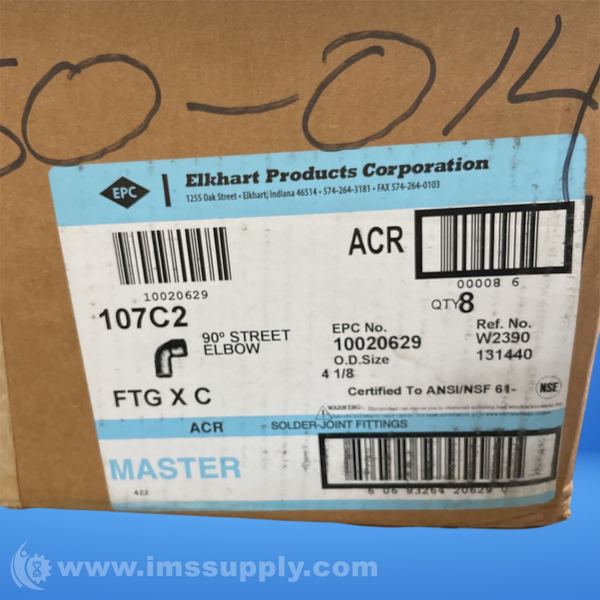 50-014
EPC
Elkhart Products Corporation
1255 Oak Street • Elkhart, Indiana 46514 • 574-264-3181 • FAX 574-264-0103
10020629
ACR
00008 6
QTY 8
107C2
90º STREET
ELBOW
FTG X C
EPC No.
10020629
O.D.Size
4 1/8
Ref. No.
W2390
131440
Certified To ANSI/NSF 61-
NSF
WARNING:
ACR SOLDER-JOINT FITTINGS
MASTER
422
6 06 83264 20629 0
www.imssupply.com